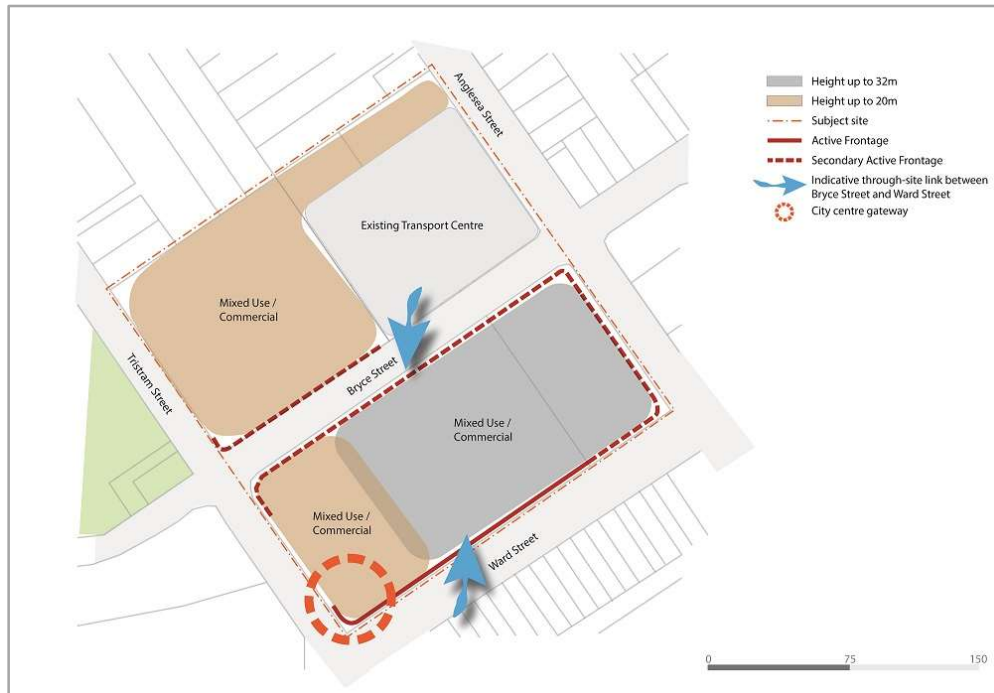 Anglesea Street
Height up to 32m
Height up to 20m
Subject site
Active Frontage
Secondary Active Frontage
Indicative through-site link between
Bryce Street and Ward Street
City centre gateway
Existing Transport Centre
Mixed Use /
Commercial
Tristram Street
Bryce Street
Mixed Use /
Commercial
Mixed Use /
Commercial
Ward Street
0
75
150